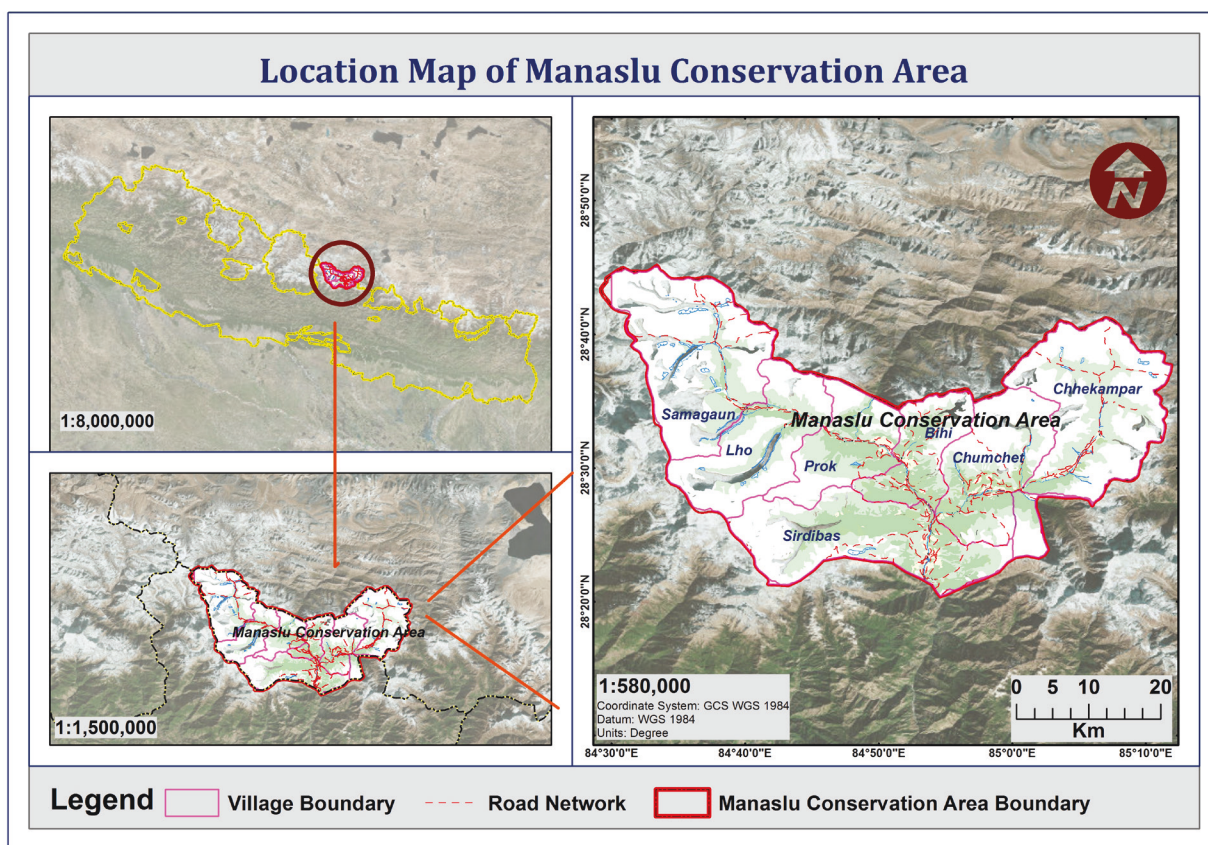 Location Map of Manaslu Conservation Area
1:8,000,000
Manaslu Conservation Area
1:1,500,000
N
28°50'0"N
28°40'0"N
28°30'0"N
28°20'0"N
Chhekampar
Samagaun
Manaslu Conservation Area
Bihi
Lho
Prok
Chumchet
Sirdibas
1:580,000
Coordinate System: GCS WGS 1984
Datum: WGS 1984
Units: Degree
0 5 10 20
Km
84°30'0"E 84°40'0"E 84°50'0"E 85°0'0"E 85°10'0"E
Legend Village Boundary Road Network Manaslu Conservation Area Boundary